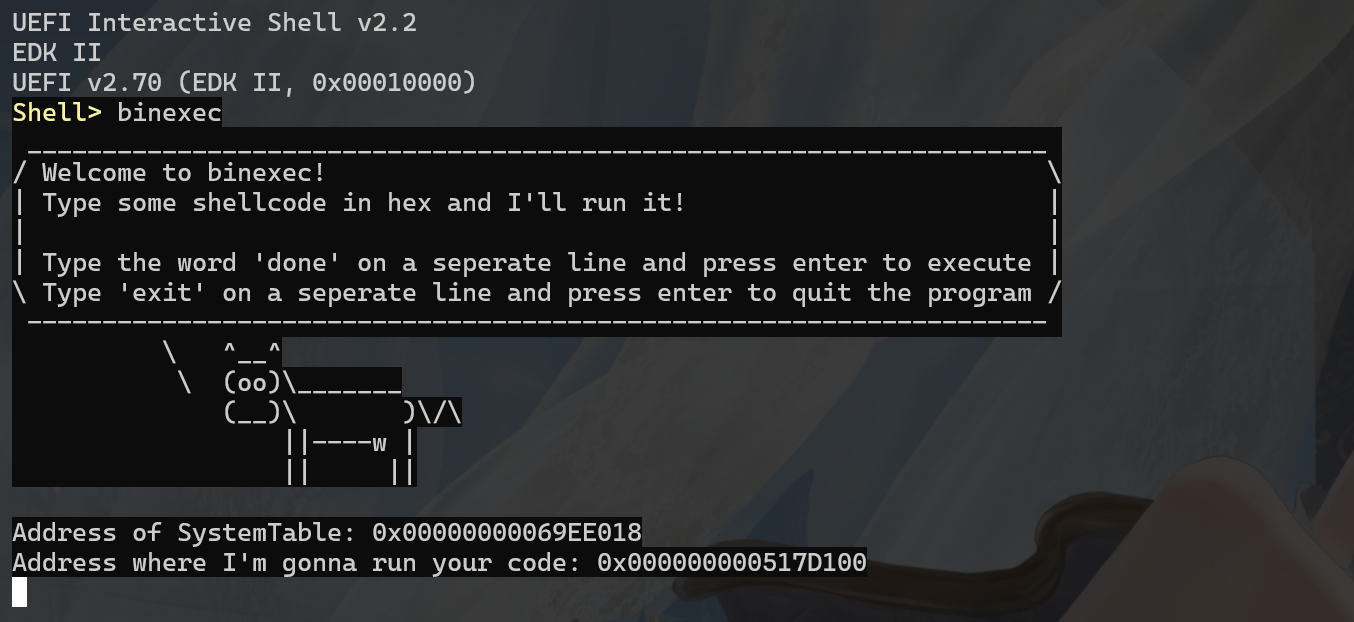 UEFI Interactive Shell v2.2
EDK II
UEFI v2.70 (EDK II, 0x00010000)
Shell> binexec
 ____________________________________________________________________
/ Welcome to binexec!                                                \
| Type some shellcode in hex and I'll run it!                        |
|                                                                    |
| Type the word 'done' on a seperate line and press enter to execute |
\ Type 'exit' on a seperate line and press enter to quit the program /
 --------------------------------------------------------------------
          \   ^__^
           \  (oo)\_______
              (__)\       )\/\
                  ||----w |
                  ||     ||

Address of SystemTable: 0x00000000069EE018
Address where I'm gonna run your code: 0x000000000517D100